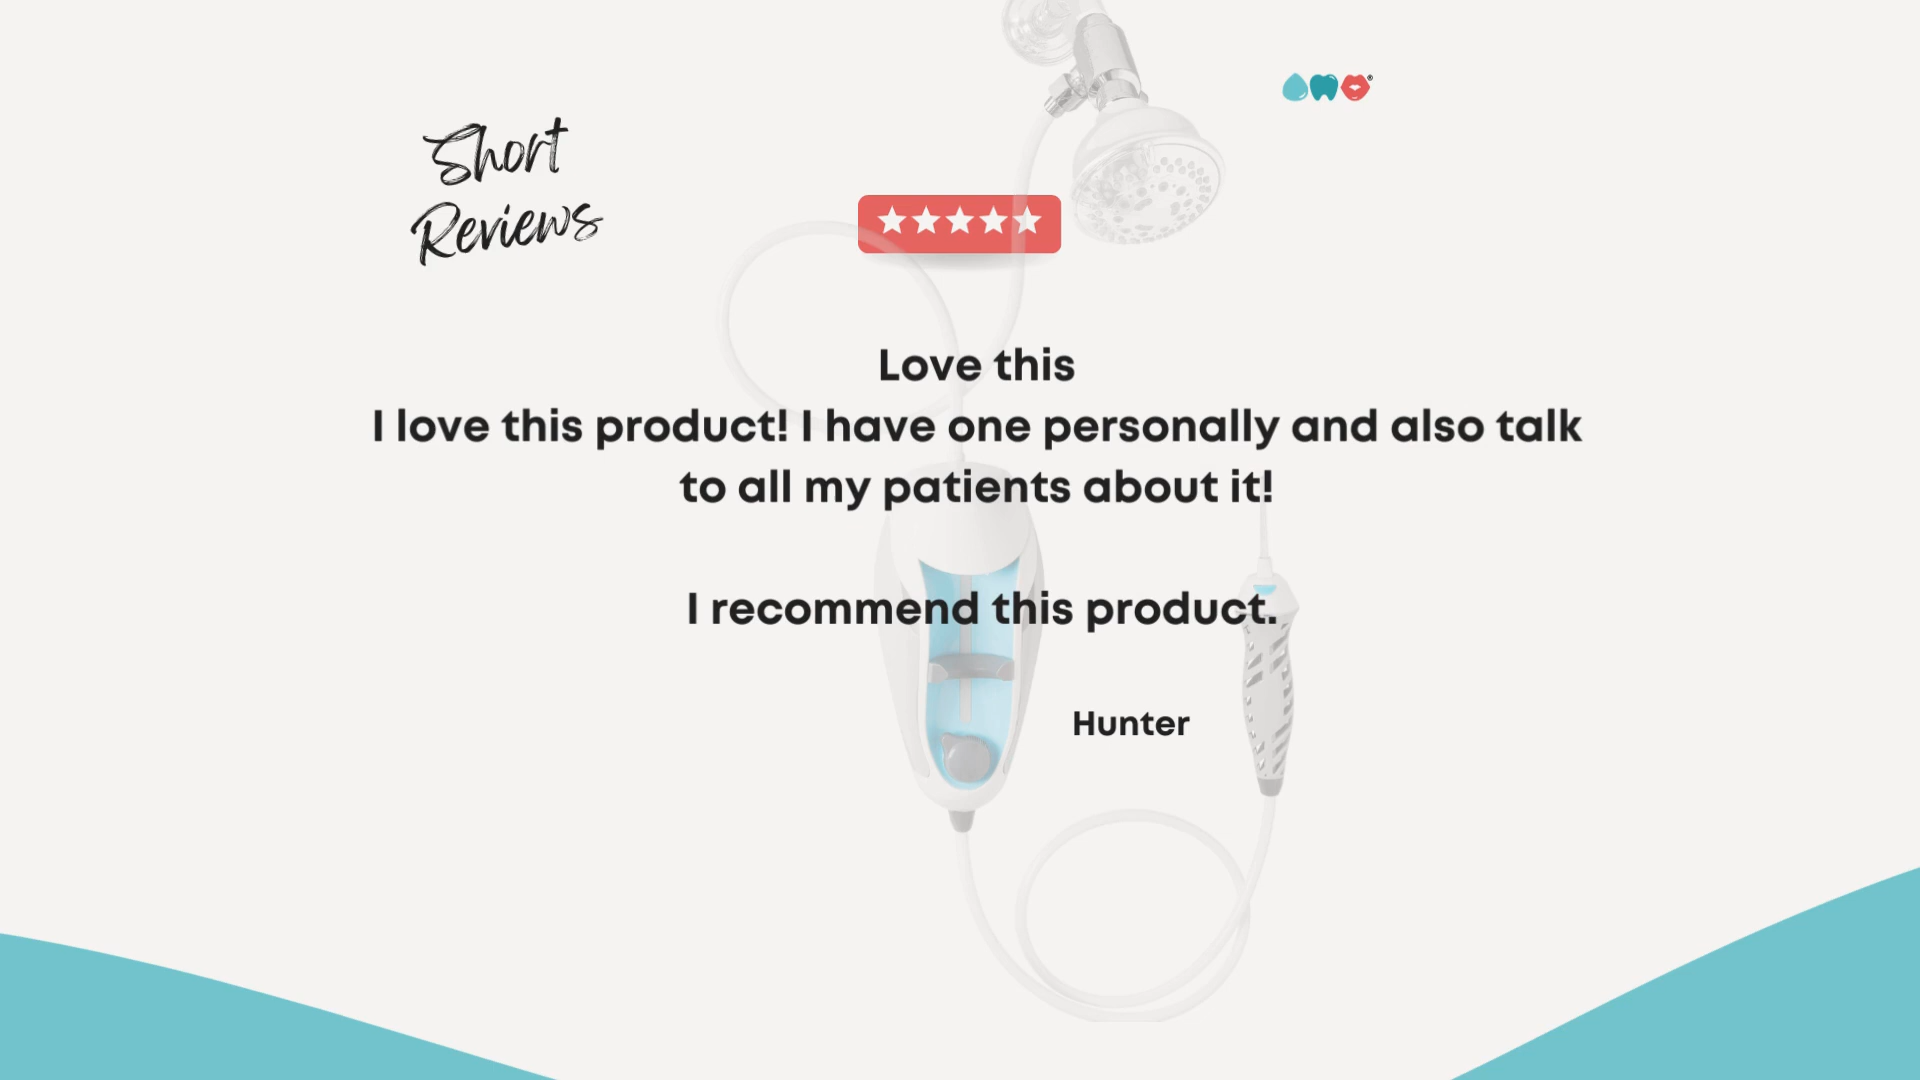 Short
Reviews
Love this
I love this product! I have one personally and also talk
to all my patients about it!
I recommend this product.
Hunter
®